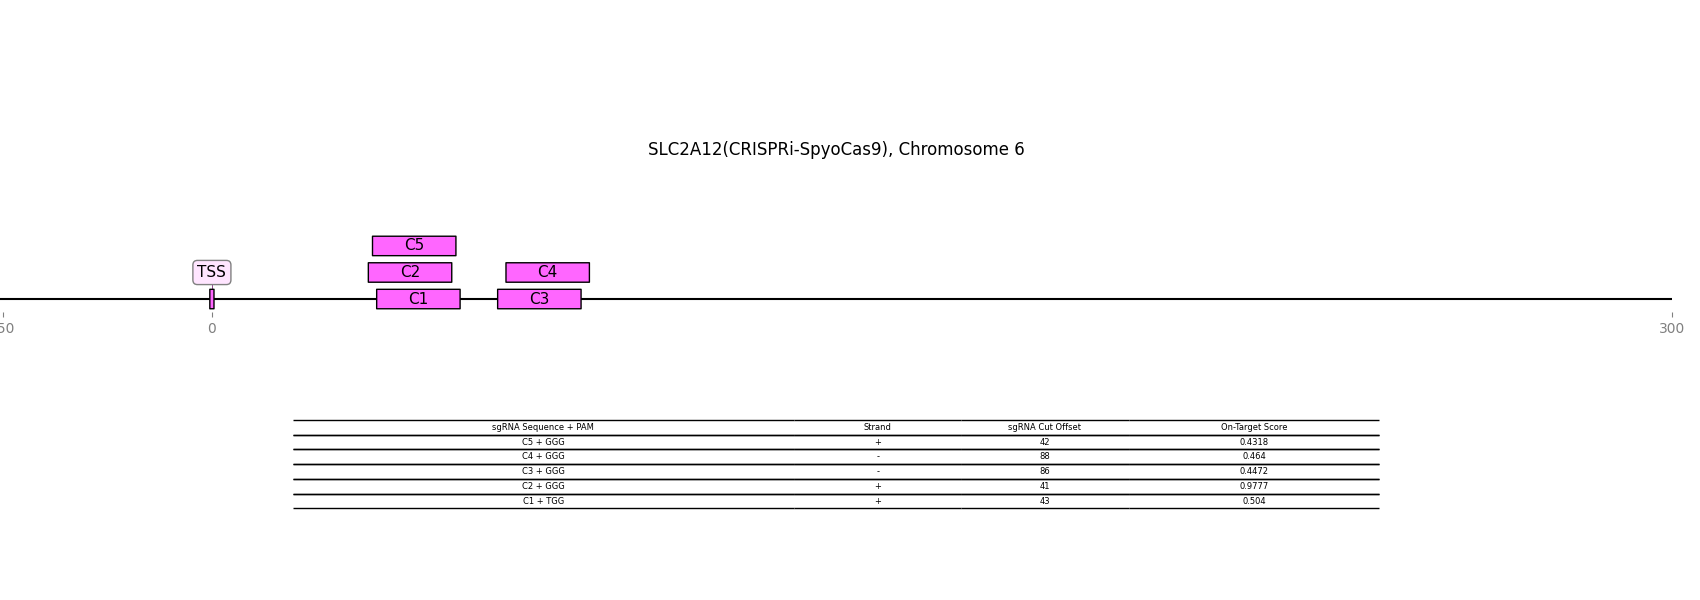 SLC2A12(CRISPRi-SpyoCas9), Chromosome 6
C5
TSS C2 C4
C1 C3
50 0 300
sgRNA Sequence + PAM Strand sgRNA Cut Offset On-Target Score
C5 + GGG + 42 0.4318
C4 + GGG - 88 0.464
C3 + GGG - 86 0.4472
C2 + GGG + 41 0.9777
C1 + TGG + 43 0.504